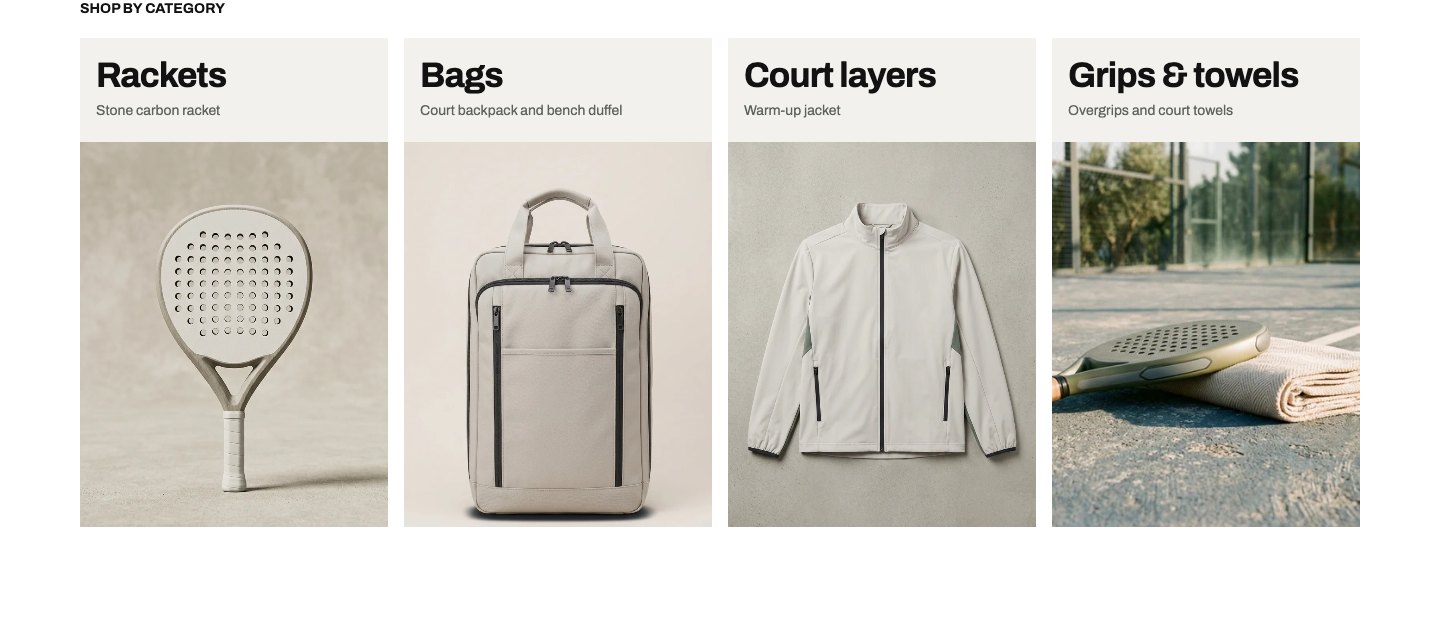 SHOP BY CATEGORY
Rackets
Stone carbon racket
Bags
Court backpack and bench duffel
Court layers
Warm-up jacket
Grips & towels
Overgrips and court towels